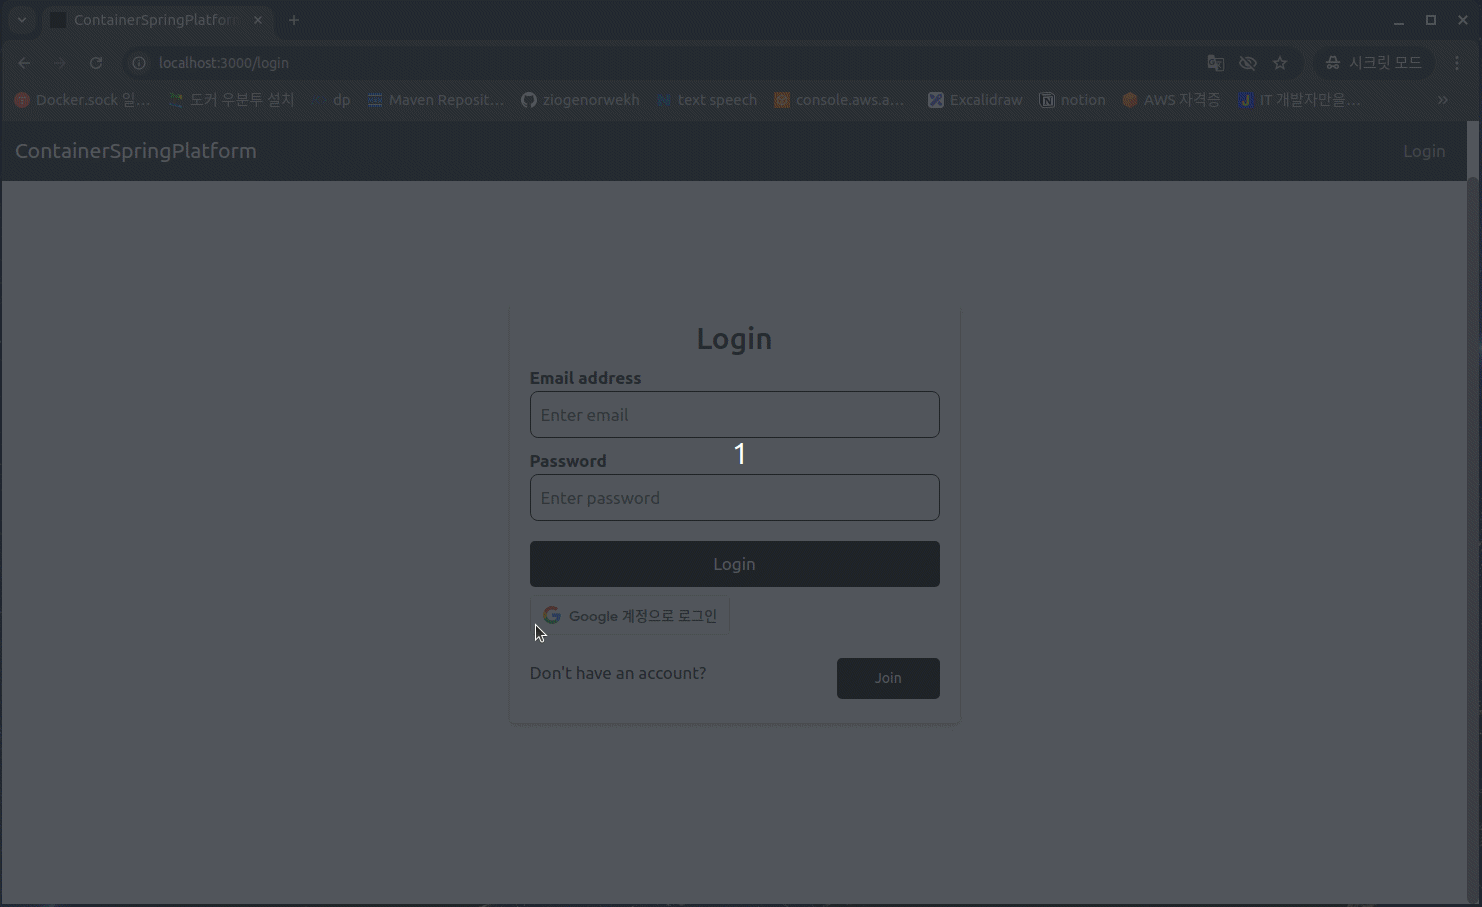 ContainerSpringPlatform
localhost:3000/login
시크릿 모드
Docker.sock 일...
도커 우분투 설치
dp
Maven Reposit...
ziogenorwekh
text speech
console.aws.a...
Excalidraw
notion
AWS 자격증
IT 개발자만을...
ContainerSpringPlatform
Login
Login
Email address
Enter email
1
Password
Enter password
Login
Google 계정으로 로그인
Don't have an account?
Join